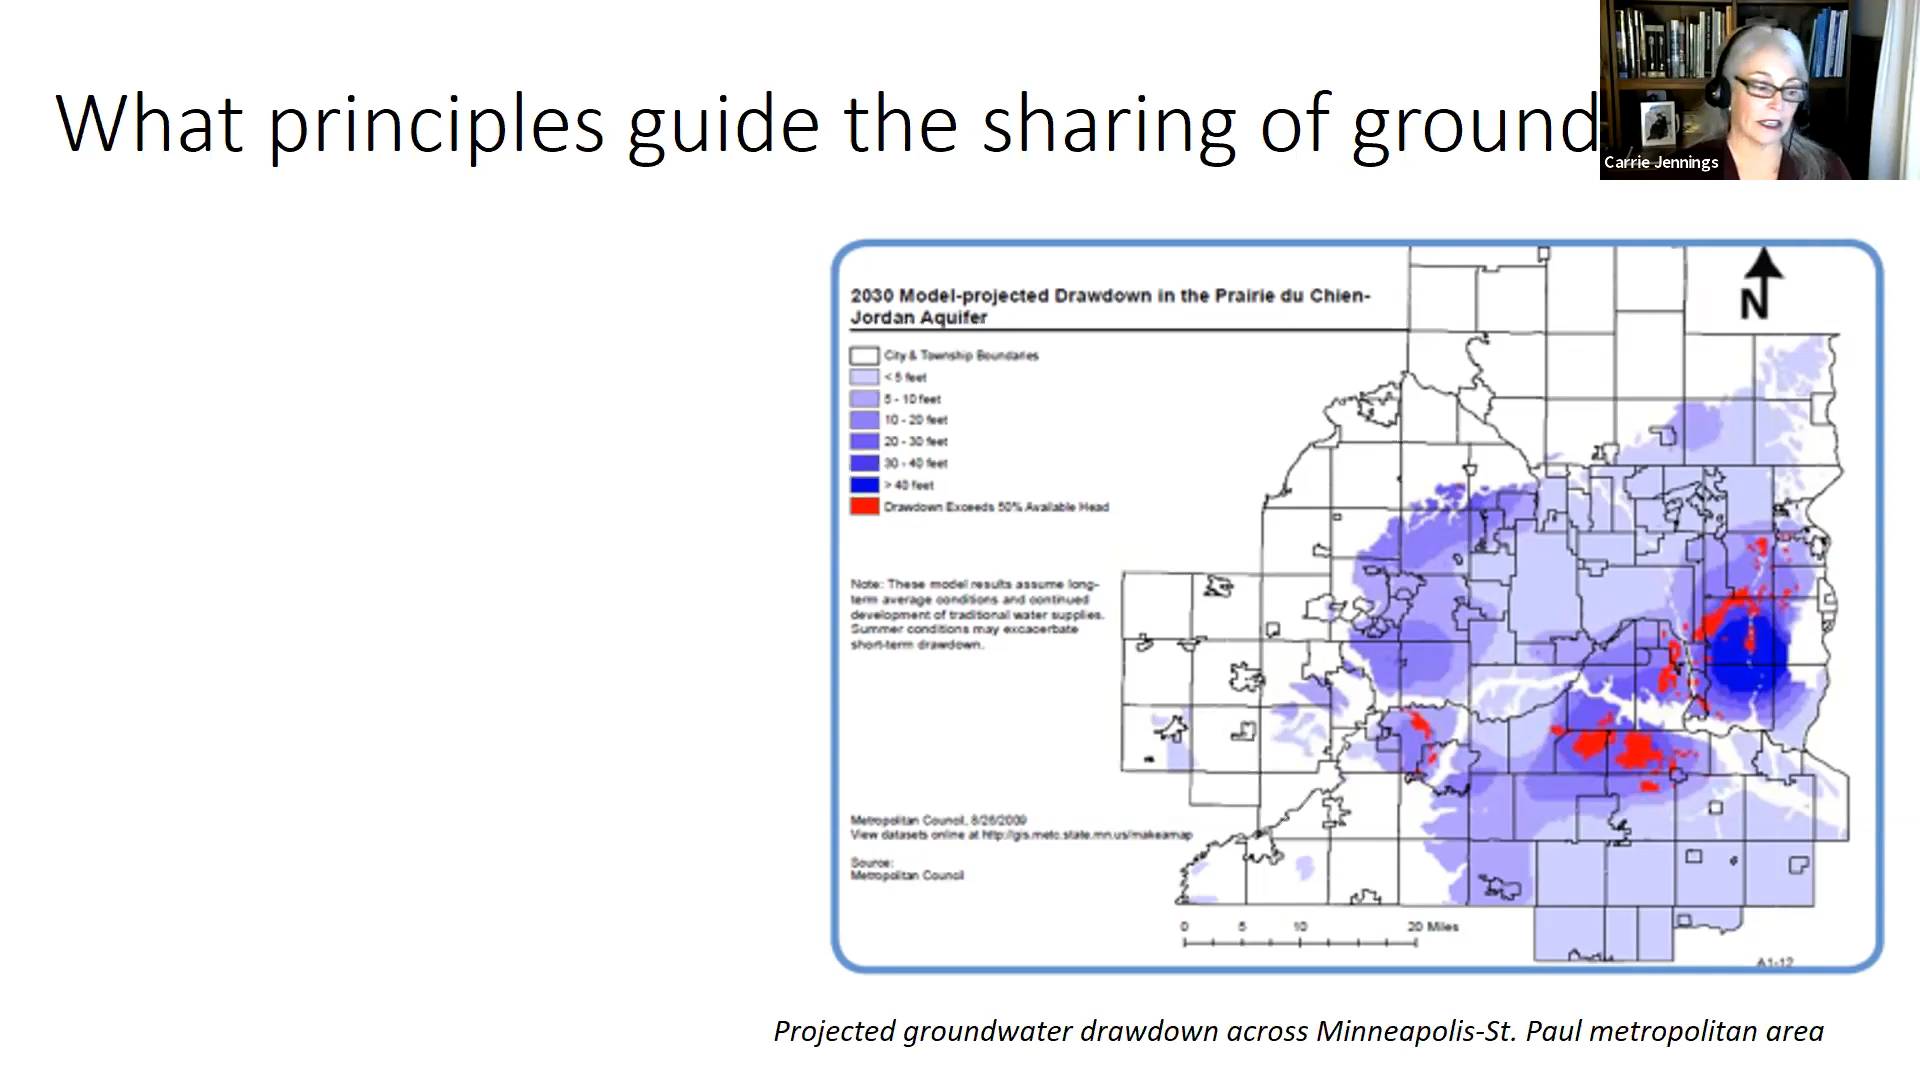 What principles guide the sharing of ground
Carrie Jennings
2030 Model-projected Drawdown in the Prairie du Chien-
Jordan Aquifer
N
City & Township Boundaries
< 5 feet
5 - 10 feet
10 - 20 feet
20 - 30 feet
30 - 40 feet
> 40 feet
Drawdown Exceeds 50% Available Head
Note: These model results assume long-
term average conditions and continued
development of traditional water supplies.
Summer conditions may excacerbate
short-term drawdown.
Metropolitan Council, 8/26/2009
View datasets online at http://gis.metc.state.mn.us/makeamap
Source:
Metropolitan Council
0 5 10 20 Miles
A1-12
Projected groundwater drawdown across Minneapolis-St. Paul metropolitan area